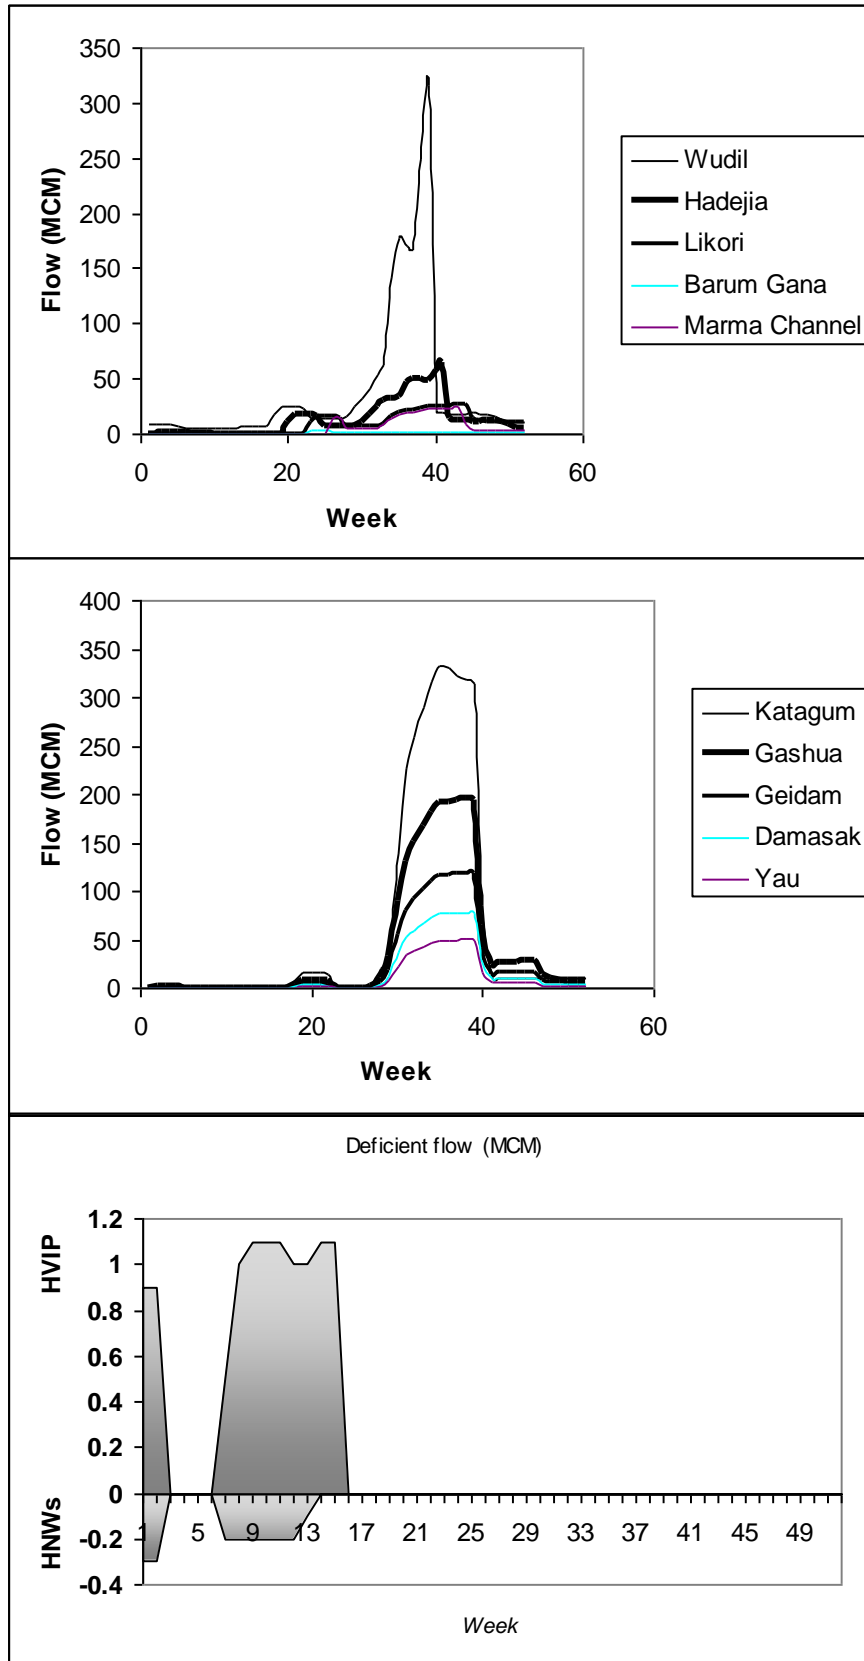 350
300
250
200
150
100
50
0
Flow (MCM)
0 20 40 60
Week
Wudil
Hadejia
Likori
Barum Gana
Marma Channel
400
350
300
250
200
150
100
50
0
Flow (MCM)
0 20 40 60
Week
Katagum
Gashua
Geidam
Damasak
Yau
Deficient flow (MCM)
HVIP
HNWs
1.2
1
0.8
0.6
0.4
0.2
0
-0.2
-0.4
1 5 9 13 17 21 25 29 33 37 41 45 49
Week